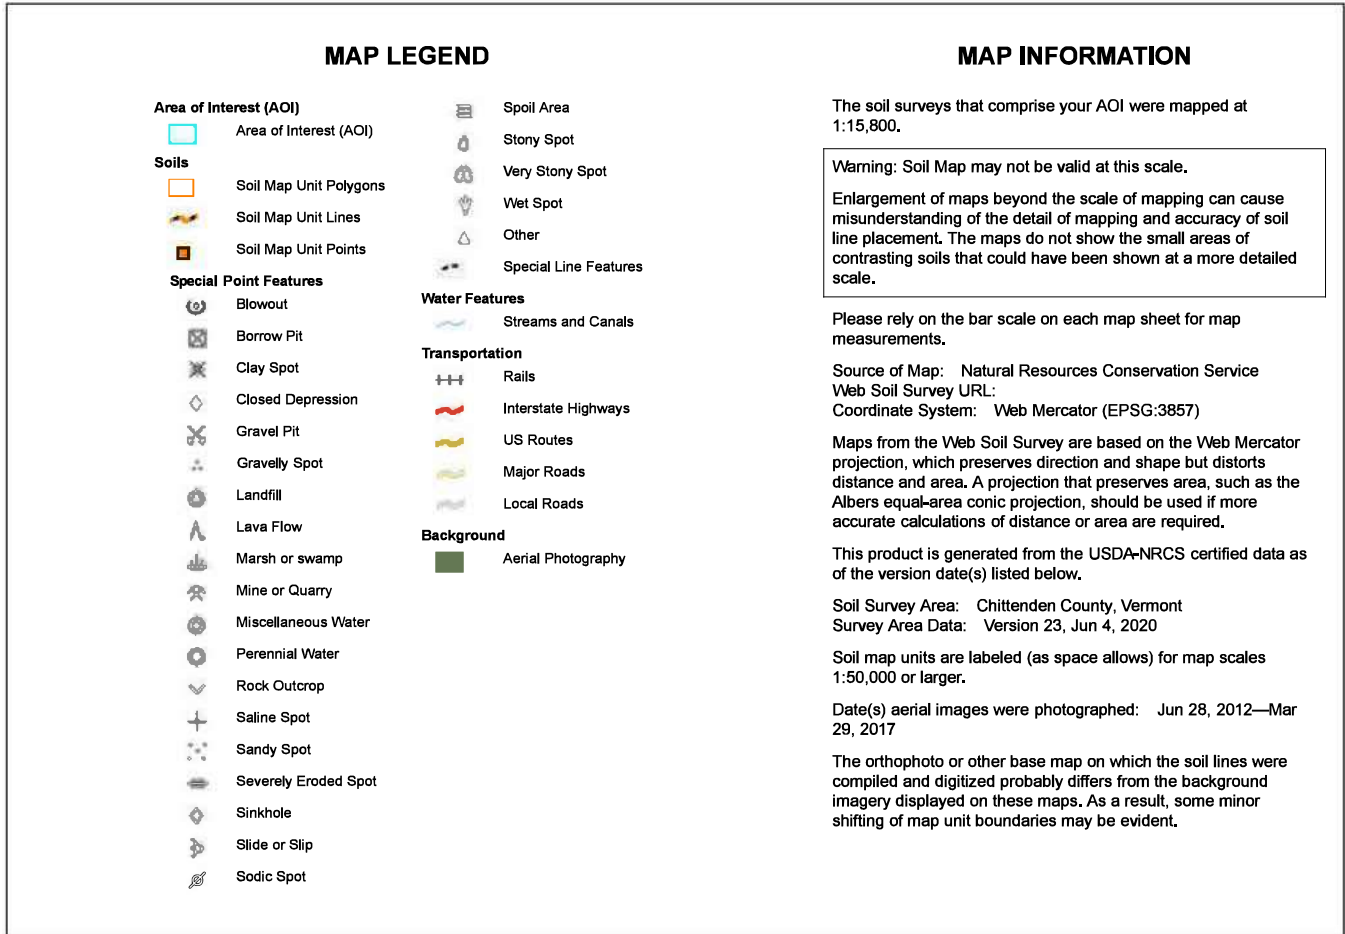 MAP LEGEND
Area of Interest (AOI)
Area of Interest (AOI)
Soils
Soil Map Unit Polygons
Soil Map Unit Lines
Soil Map Unit Points
Special Point Features
Blowout
Borrow Pit
Clay Spot
Closed Depression
Gravel Pit
Gravelly Spot
Landfill
Lava Flow
Marsh or swamp
Mine or Quarry
Miscellaneous Water
Perennial Water
Rock Outcrop
Saline Spot
Sandy Spot
Severely Eroded Spot
Sinkhole
Slide or Slip
Sodic Spot
Spoil Area
Stony Spot
Very Stony Spot
Wet Spot
Other
Special Line Features
Water Features
Streams and Canals
Transportation
Rails
Interstate Highways
US Routes
Major Roads
Local Roads
Background
Aerial Photography
MAP INFORMATION
The soil surveys that comprise your AOI were mapped at
1:15,800.
Warning: Soil Map may not be valid at this scale.
Enlargement of maps beyond the scale of mapping can cause
misunderstanding of the detail of mapping and accuracy of soil
line placement. The maps do not show the small areas of
contrasting soils that could have been shown at a more detailed
scale.
Please rely on the bar scale on each map sheet for map
measurements.
Source of Map: Natural Resources Conservation Service
Web Soil Survey URL:
Coordinate System: Web Mercator (EPSG:3857)
Maps from the Web Soil Survey are based on the Web Mercator
projection, which preserves direction and shape but distorts
distance and area. A projection that preserves area, such as the
Albers equal-area conic projection, should be used if more
accurate calculations of distance or area are required.
This product is generated from the USDA-NRCS certified data as
of the version date(s) listed below.
Soil Survey Area: Chittenden County, Vermont
Survey Area Data: Version 23, Jun 4, 2020
Soil map units are labeled (as space allows) for map scales
1:50,000 or larger.
Date(s) aerial images were photographed: Jun 28, 2012—Mar
29, 2017
The orthophoto or other base map on which the soil lines were
compiled and digitized probably differs from the background
imagery displayed on these maps. As a result, some minor
shifting of map unit boundaries may be evident.